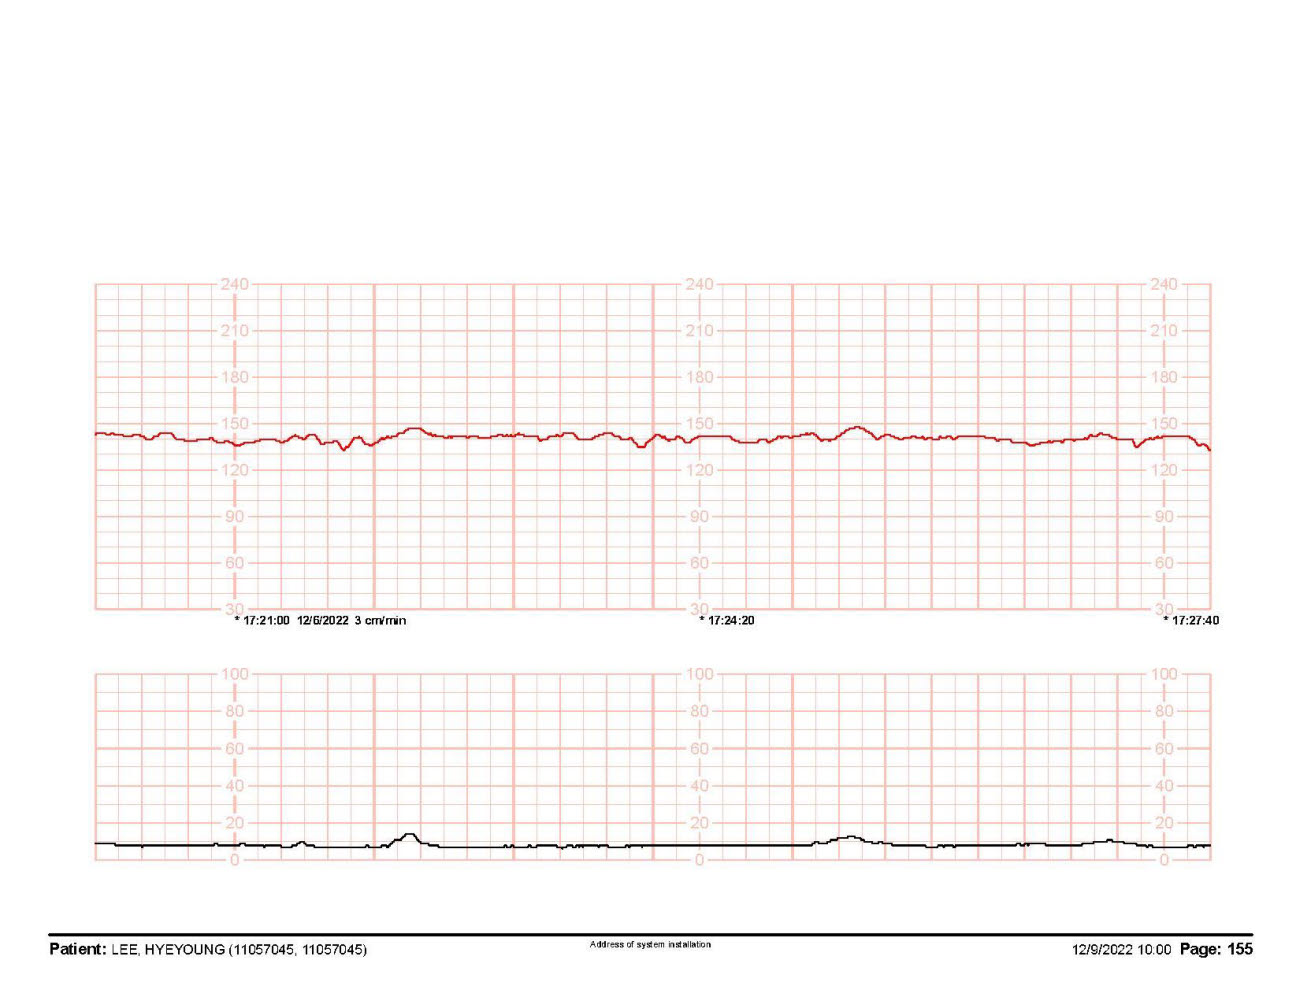 240 240 240
210 210 210
180 180 180
150 150 150
120 120 120
90 90 90
60 60 60
30 30 30
* 17:21:00 12/6/2022 3 cm/min * 17:24:20 * 17:27:40
100 100 100
80 80 80
60 60 60
40 40 40
20 20 20
0 0 0
Patient: LEE, HYEYOUNG (11057045, 11057045) Address of system installation 12/9/2022 10:00 Page: 155